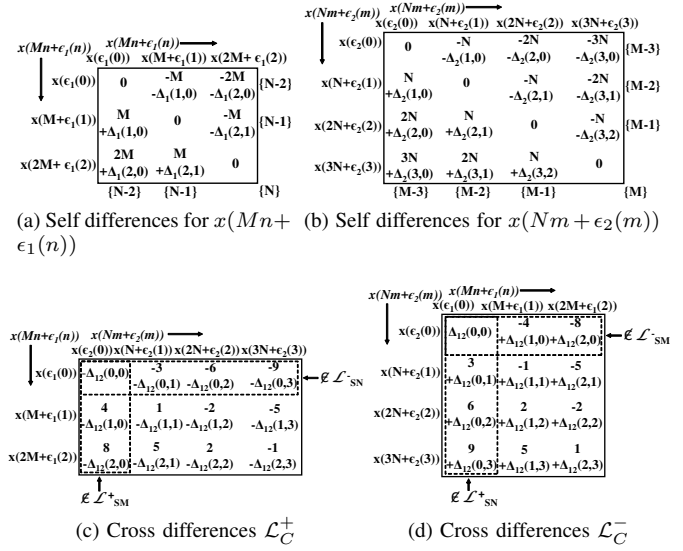 x(Mn+ϵ₁(n))
x(Mn+ϵ₁(n))
x(ϵ₁(0)) x(M+ϵ₁(1)) x(2M+ ϵ₁(2))
x(ϵ₁(0)) 0 -M -2M {N-2}
-Δ₁(1,0) -Δ₁(2,0)
x(M+ϵ₁(1)) M 0 -M {N-1}
+Δ₁(1,0) -Δ₁(2,1)
x(2M+ ϵ₁(2)) 2M M 0
+Δ₁(2,0) +Δ₁(2,1)
{N-2} {N-1} {N}
(a) Self differences for x(Mn+
ϵ₁(n))
x(Nm+ϵ₂(m))
x(Nm+ϵ₂(m))
x(ϵ₂(0)) x(N+ϵ₂(1)) x(2N+ϵ₂(2)) x(3N+ϵ₂(3))
x(ϵ₂(0)) 0 -N -2N -3N {M-3}
-Δ₂(1,0) -Δ₂(2,0) -Δ₂(3,0)
x(N+ϵ₂(1)) N 0 -N -2N {M-2}
+Δ₂(1,0) -Δ₂(2,1) -Δ₂(3,1)
x(2N+ϵ₂(2)) 2N N 0 -N {M-1}
+Δ₂(2,0) +Δ₂(2,1) -Δ₂(3,2)
x(3N+ϵ₂(3)) 3N 2N N 0
+Δ₂(3,0) +Δ₂(3,1) +Δ₂(3,2)
{M-3} {M-2} {M-1} {M}
(b) Self differences for x(Nm + ϵ₂(m))
x(Mn+ϵ₁(n)) x(Nm+ϵ₂(m))
x(ϵ₂(0)) x(N+ϵ₂(1)) x(2N+ϵ₂(2)) x(3N+ϵ₂(3))
x(ϵ₁(0)) -Δ₁₂(0,0) -3 -6 -9
-Δ₁₂(0,1) -Δ₁₂(0,2) -Δ₁₂(0,3)
∉ ℒ⁻SN
x(M+ϵ₁(1)) 4 1 -2 -5
-Δ₁₂(1,0) -Δ₁₂(1,1) -Δ₁₂(1,2) -Δ₁₂(1,3)
x(2M+ϵ₁(2)) 8 5 2 -1
-Δ₁₂(2,0) -Δ₁₂(2,1) -Δ₁₂(2,2) -Δ₁₂(2,3)
∉ ℒ⁺SM
(c) Cross differences ℒ_C⁺
x(Nm+ϵ₂(m)) x(Mn+ϵ₁(n))
x(ϵ₁(0)) x(M+ϵ₁(1)) x(2M+ϵ₁(2))
x(ϵ₂(0)) Δ₁₂(0,0) -4 -8
+Δ₁₂(1,0) +Δ₁₂(2,0)
∉ ℒ⁻SM
x(N+ϵ₂(1)) 3 -1 -5
+Δ₁₂(0,1) +Δ₁₂(1,1) +Δ₁₂(2,1)
x(2N+ϵ₂(2)) 6 2 -2
+Δ₁₂(0,2) +Δ₁₂(1,2) +Δ₁₂(2,2)
x(3N+ϵ₂(3)) 9 5 1
+Δ₁₂(0,3) +Δ₁₂(1,3) +Δ₁₂(2,3)
∉ ℒ⁺SN
(d) Cross differences ℒ_C⁻